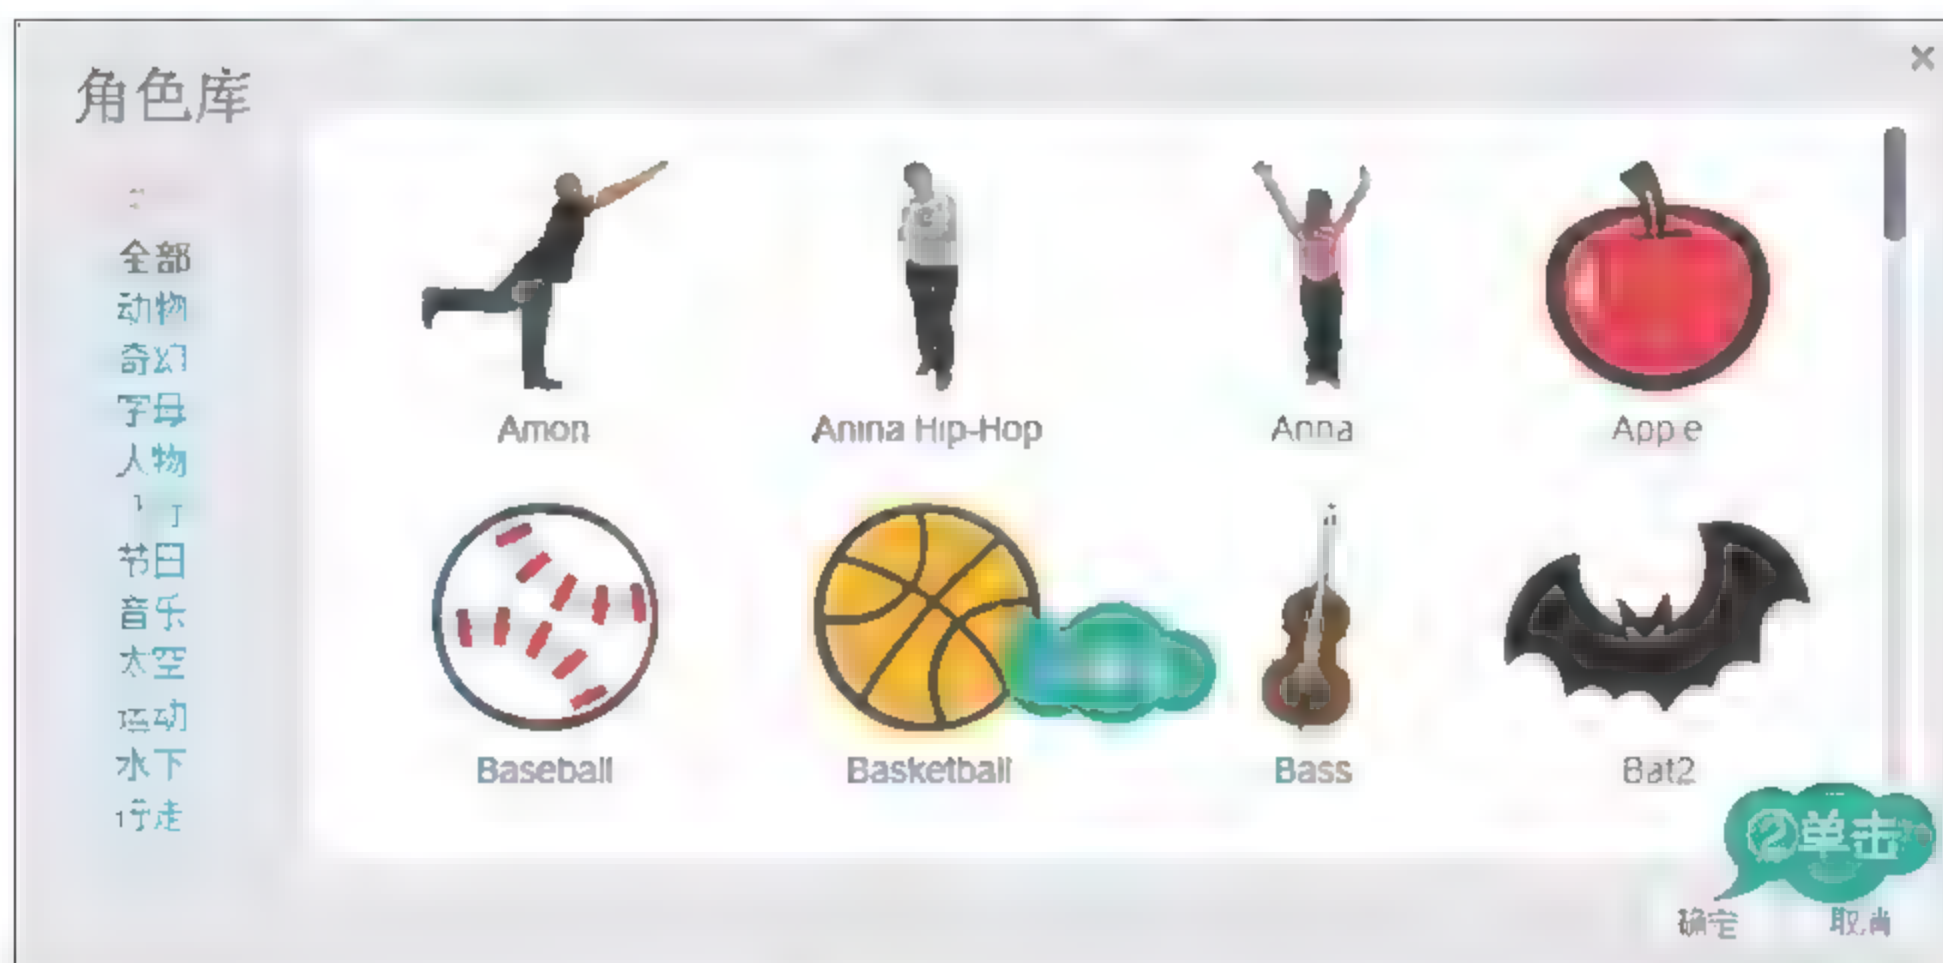 角色库
全部
动物
奇幻
字母
人物
节日
音乐
太空
运动
水下
行走
Amon
Anina Hip-Hop
Anna
Apple
Baseball
Basketball
Bass
Bat2
②单击
确定
取消